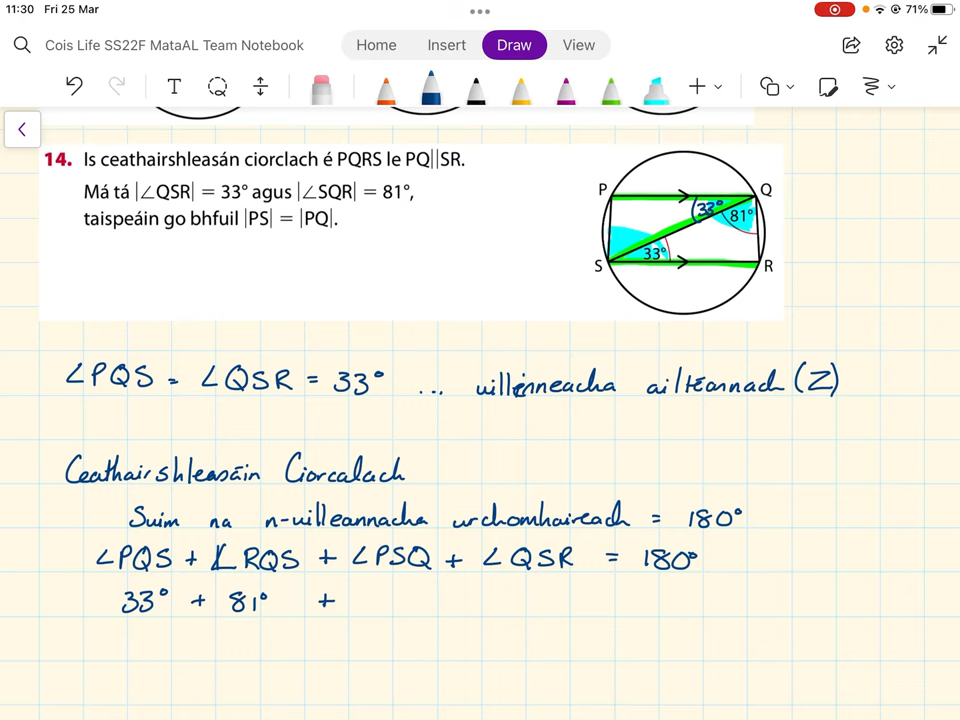 11:30 Fri 25 Mar
71%
Cois Life SS22F MataAL Team Notebook
Home Insert Draw View
14. Is ceathairshleasán ciorclach é PQRS le PQ||SR.
Má tá |∠QSR| = 33° agus |∠SQR| = 81°,
taispeáin go bhfuil |PS| = |PQ|.
P
Q
33°
81°
33°
S
R
∠PQS = ∠QSR = 33° ... uillinneacha ailtéannach (Z)
Ceathairshleasáin Ciorcalach
Suim na n-uilleannacha urchomhaireach = 180°
∠PQS + ∠RQS + ∠PSQ + ∠QSR = 180°
33° + 81° +